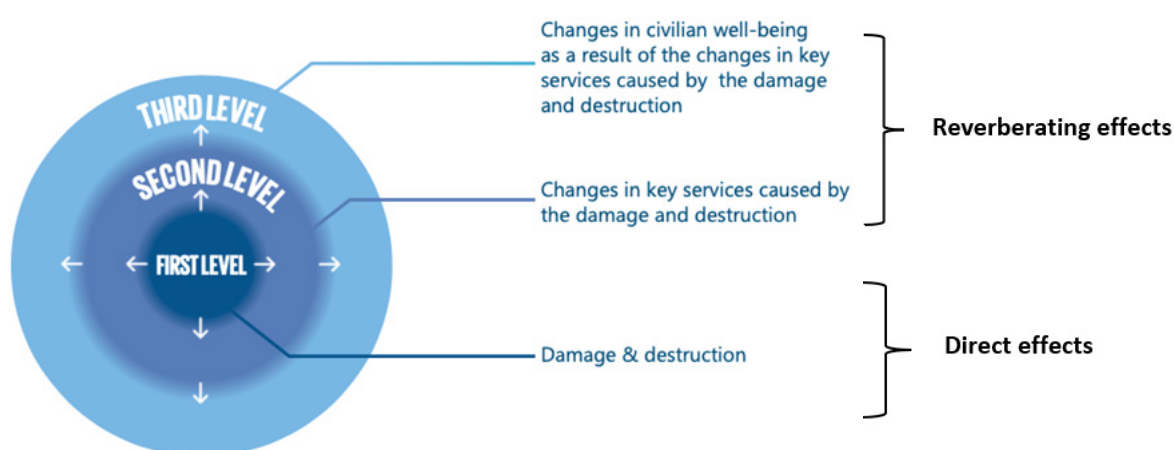 THIRD LEVEL
SECOND LEVEL
FIRST LEVEL
Changes in civilian well-being
as a result of the changes in key
services caused by the damage
and destruction
Reverberating effects
Changes in key services caused by
the damage and destruction
Damage & destruction
Direct effects